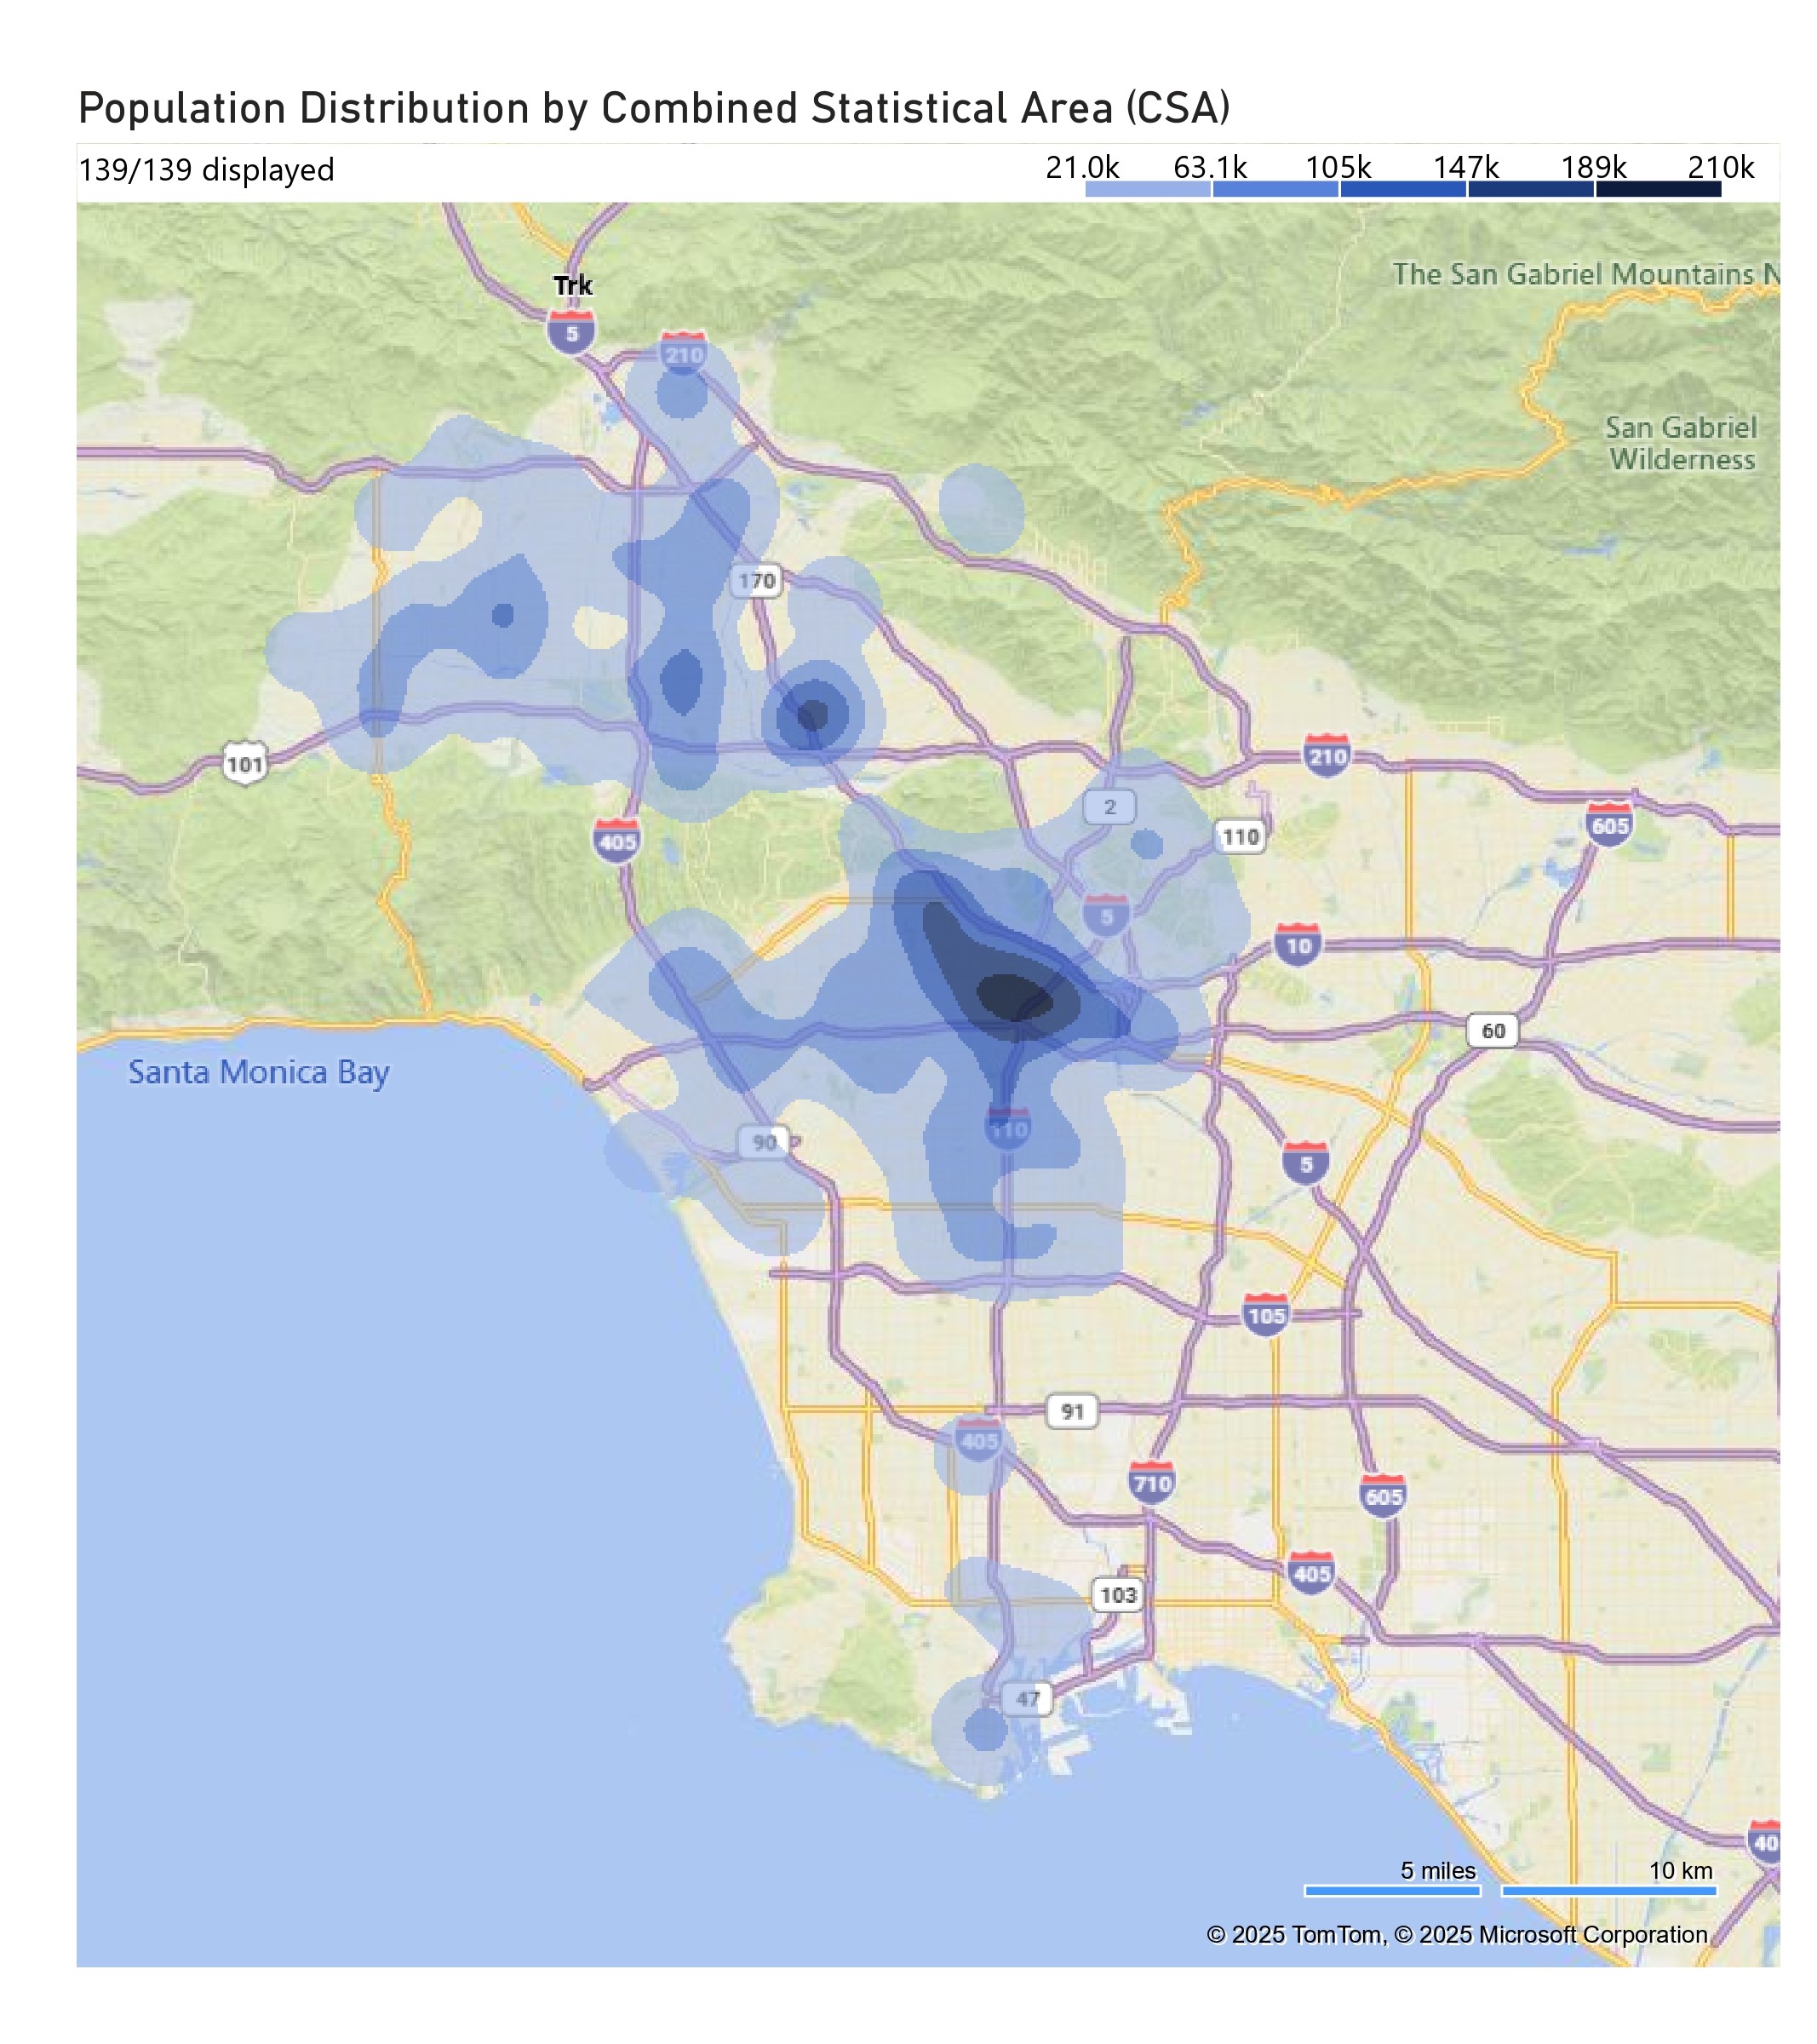 Population Distribution by Combined Statistical Area (CSA)
139/139 displayed
21.0k 63.1k 105k 147k 189k 210k
The San Gabriel Mountains N
Trk
5
210
San Gabriel
Wilderness
170
101
210
2
605
110
405
5
10
60
Santa Monica Bay
110
90
5
105
91
405
710
605
405
103
47
40
5 miles
10 km
© 2025 TomTom, © 2025 Microsoft Corporation